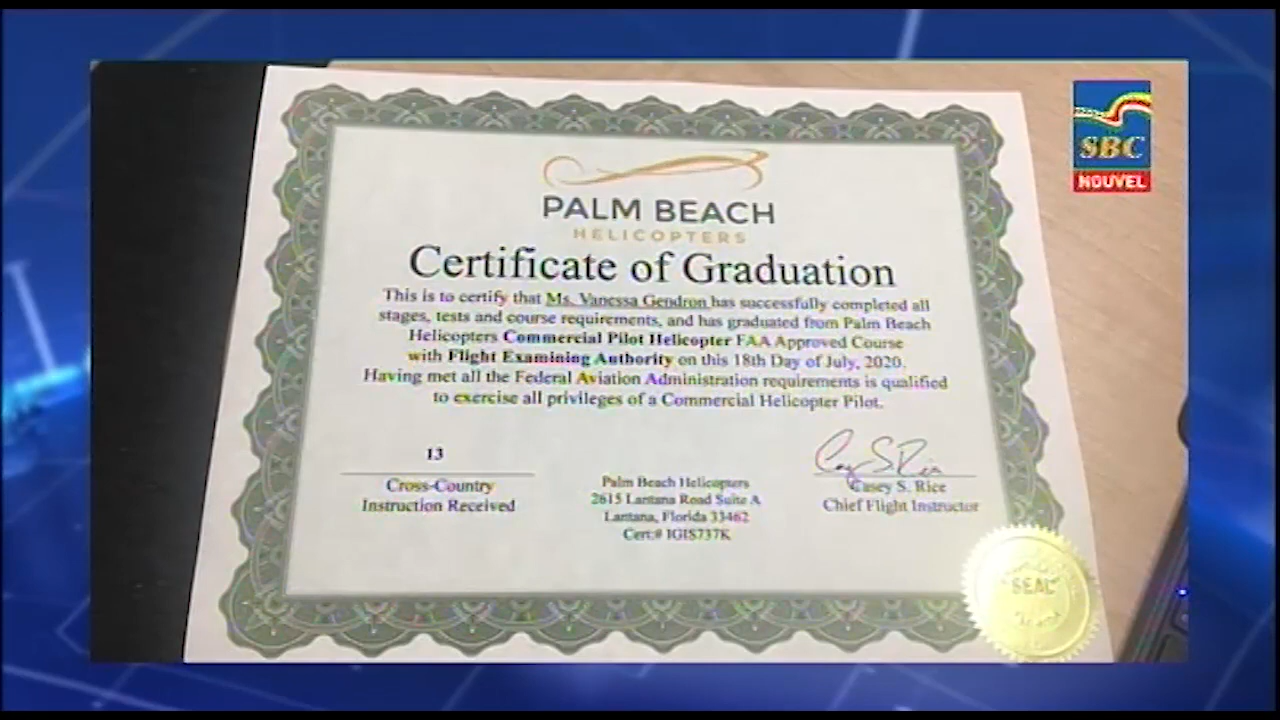 SBC
NOUVEL
PALM BEACH
HELICOPTERS
Certificate of Graduation
This is to certify that Ms. Vanessa Gendron has successfully completed all
stages, tests and course requirements, and has graduated from Palm Beach
Helicopters Commercial Pilot Helicopter FAA Approved Course
with Flight Examining Authority on this 18th Day of July, 2020.
Having met all the Federal Aviation Administration requirements is qualified
to exercise all privileges of a Commercial Helicopter Pilot.
13
Cross-Country
Instruction Received
Palm Beach Helicopters
2615 Lantana Road Suite A
Lantana, Florida 33462
Cert:# IGIS737K
Casey S. Rice
Chief Flight Instructor
SEAL